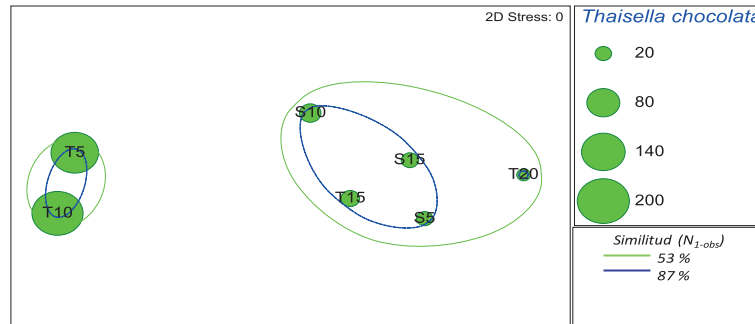 2D Stress: 0
T5
T10
S10
S15
T20
T15
S5
Thaisella chocolata
20
80
140
200
Similitud (N1-obs)
53 %
87 %